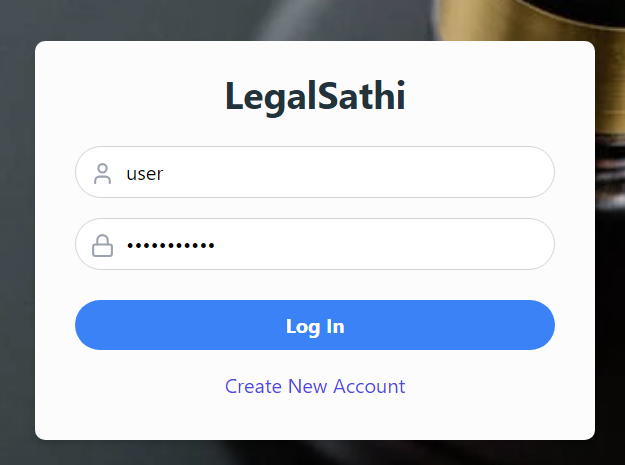 LegalSathi
user
•••••••••••
Log In
Create New Account